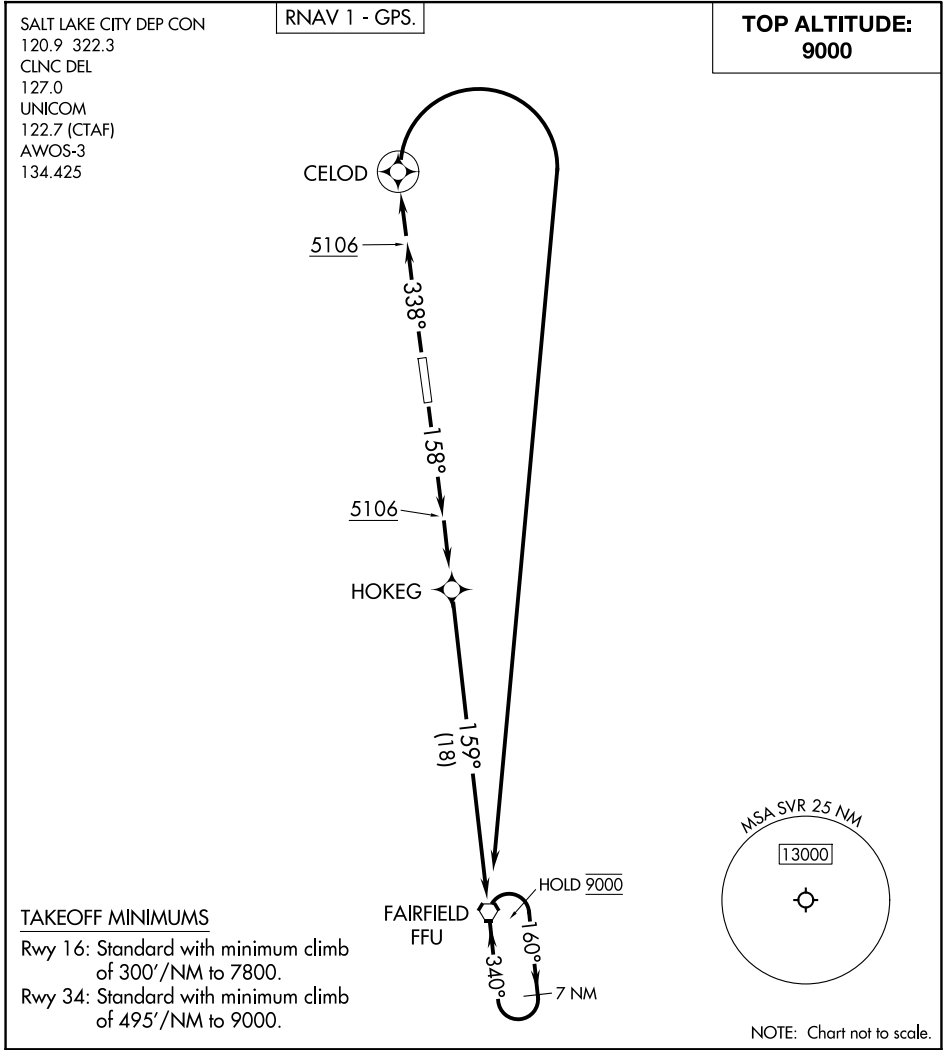 SALT LAKE CITY DEP CON
120.9 322.3
CLNC DEL
127.0
UNICOM
122.7 (CTAF)
AWOS-3
134.425
RNAV 1 - GPS.
TOP ALTITUDE:
9000
CELOD
5106
338°
158°
5106
HOKEG
159°
(18)
MSA SVR 25 NM
13000
HOLD 9000
FAIRFIELD
FFU
160°
340°
7 NM
TAKEOFF MINIMUMS
Rwy 16: Standard with minimum climb
of 300'/NM to 7800.
Rwy 34: Standard with minimum climb
of 495'/NM to 9000.
NOTE: Chart not to scale.